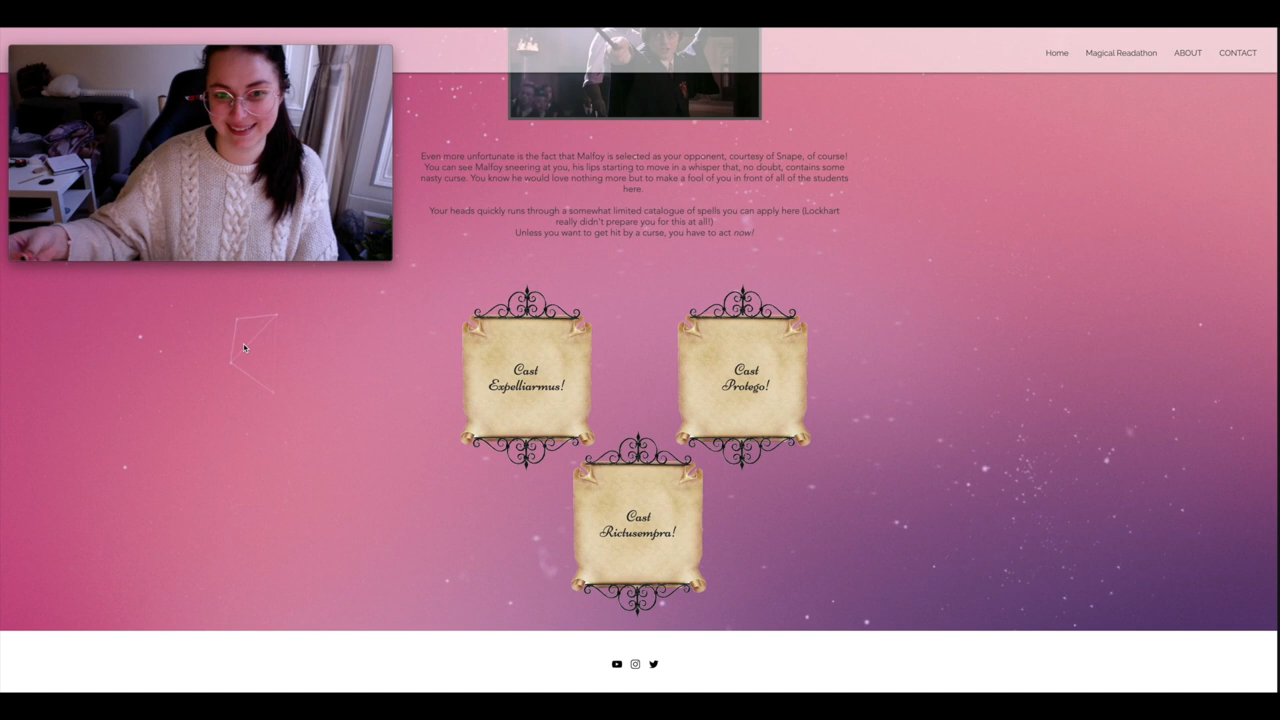 Home Magical Readathon ABOUT CONTACT
Even more unfortunate is the fact that Malfoy is selected as your opponent, courtesy of Snape, of course!
You can see Malfoy sneering at you, his lips starting to move in a whisper that, no doubt, contains some
nasty curse. You know he would love nothing more but to make a fool of you in front of all of the students
here.
Your heads quickly runs through a somewhat limited catalogue of spells you can apply here (Lockhart
really didn't prepare you for this at all!)
Unless you want to get hit by a curse, you have to act now!
Cast
Expelliarmus!
Cast
Protego!
Cast
Rictusempra!